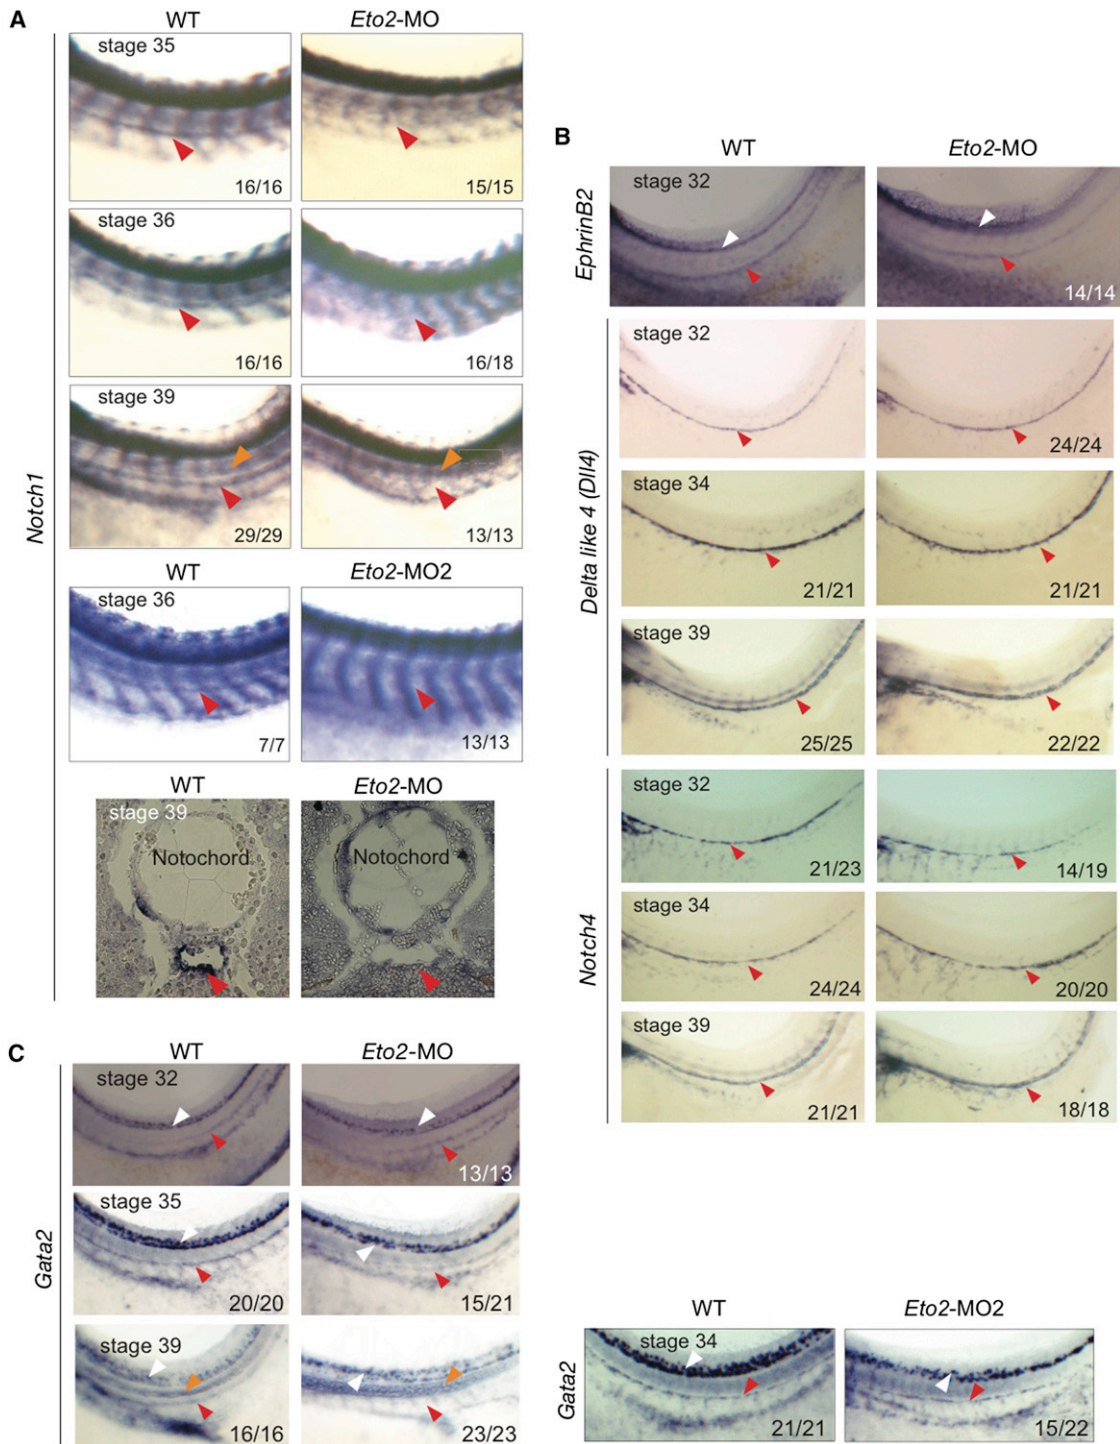 A
WT
Eto2-MO
Notch1
stage 35
16/16
15/15
stage 36
16/16
16/18
stage 39
29/29
13/13
WT
Eto2-MO2
stage 36
7/7
13/13
WT
Eto2-MO
stage 39
Notochord
Notochord
B
WT
Eto2-MO
EphrinB2
stage 32
14/14
Delta like 4 (Dll4)
stage 32
24/24
stage 34
21/21
21/21
stage 39
25/25
22/22
Notch4
stage 32
21/23
14/19
stage 34
24/24
20/20
stage 39
21/21
18/18
C
WT
Eto2-MO
Gata2
stage 32
13/13
stage 35
20/20
15/21
stage 39
16/16
23/23
WT
Eto2-MO2
Gata2
stage 34
21/21
15/22